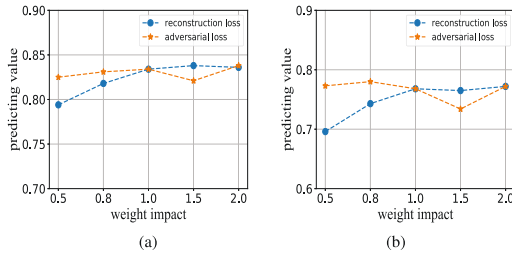 0.90
0.85
0.80
0.75
0.70
predicting value
reconstruction loss
adversarial loss
0.5 0.8 1.0 1.5 2.0
weight impact
(a)
0.9
0.8
0.7
0.6
predicting value
reconstruction loss
adversarial loss
0.5 0.8 1.0 1.5 2.0
weight impact
(b)